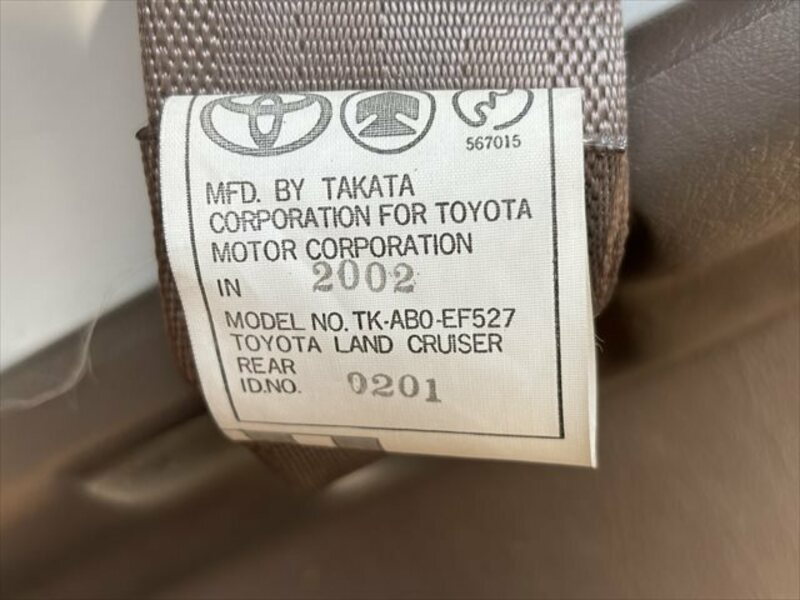 567015
MFD. BY TAKATA
CORPORATION FOR TOYOTA
MOTOR CORPORATION
IN 2002
MODEL NO. TK-AB0-EF527
TOYOTA LAND CRUISER
REAR
ID.NO. 0201